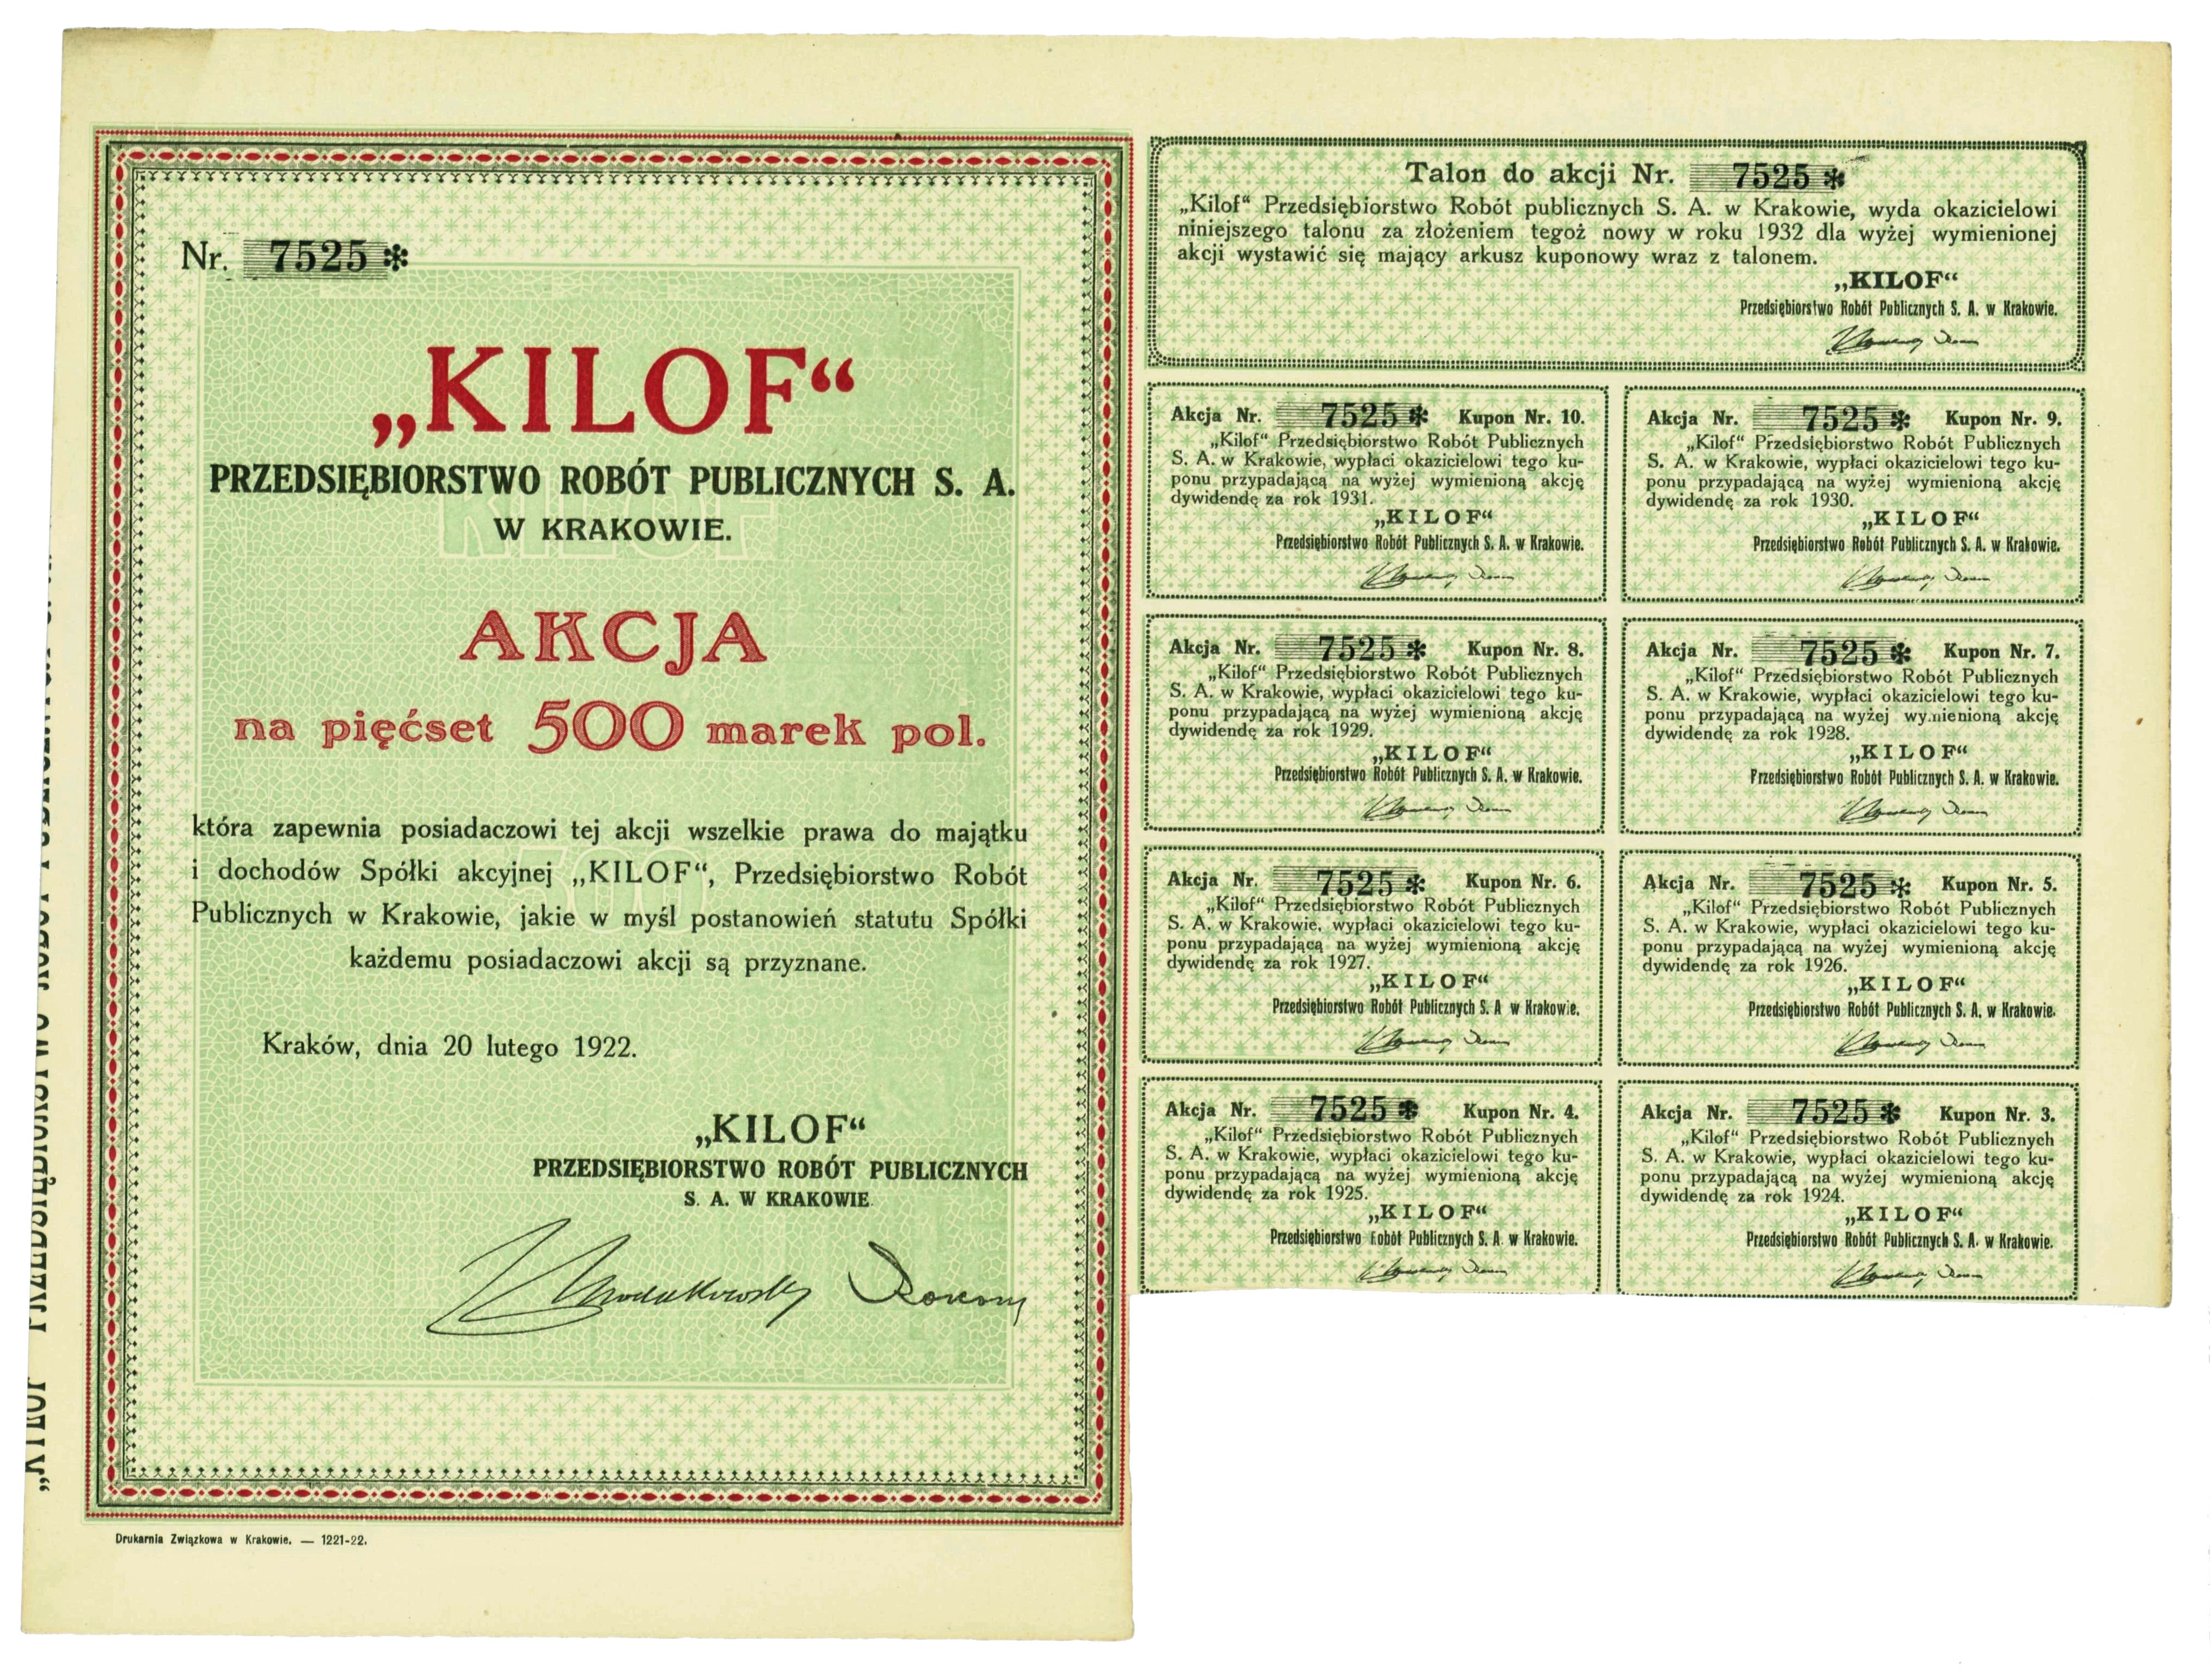 Nr. 7525 *
„KILOF“
PRZEDSIĘBIORSTWO ROBÓT PUBLICZNYCH S. A.
W KRAKOWIE.
AKCJA
na pięćset 500 marek pol.
która zapewnia posiadaczowi tej akcji wszelkie prawa do majątku
i dochodów Spółki akcyjnej „KILOF“, Przedsiębiorstwo Robót
Publicznych w Krakowie, jakie w myśl postanowień statutu Spółki
każdemu posiadaczowi akcji są przyznane.
Kraków, dnia 20 lutego 1922.
„KILOF“
PRZEDSIĘBIORSTWO ROBÓT PUBLICZNYCH
S. A. W KRAKOWIE
Drukarnia Związkowa w Krakowie. — 1221-22.
Talon do akcji Nr. 7525 *
„Kilof“ Przedsiębiorstwo Robót publicznych S. A. w Krakowie, wyda okazicielowi
niniejszego talonu za złożeniem tegoż nowy w roku 1932 dla wyżej wymienionej
akcji wystawić się mający arkusz kuponowy wraz z talonem.
„KILOF“
Przedsiębiorstwo Robót Publicznych S. A. w Krakowie.
Akcja Nr. 7525 * Kupon Nr. 10.
„Kilof“ Przedsiębiorstwo Robót Publicznych
S. A. w Krakowie, wypłaci okazicielowi tego ku-
ponu przypadającą na wyżej wymienioną akcję
dywidendę za rok 1931.
„KILOF“
Przedsiębiorstwo Robót Publicznych S. A. w Krakowie.
Akcja Nr. 7525 * Kupon Nr. 9.
„Kilof“ Przedsiębiorstwo Robót Publicznych
S. A. w Krakowie, wypłaci okazicielowi tego ku-
ponu przypadającą na wyżej wymienioną akcję
dywidendę za rok 1930.
„KILOF“
Przedsiębiorstwo Robót Publicznych S. A. w Krakowie.
Akcja Nr. 7525 * Kupon Nr. 8.
„Kilof“ Przedsiębiorstwo Robót Publicznych
S. A. w Krakowie, wypłaci okazicielowi tego ku-
ponu przypadającą na wyżej wymienioną akcję
dywidendę za rok 1929.
„KILOF“
Przedsiębiorstwo Robót Publicznych S. A. w Krakowie.
Akcja Nr. 7525 * Kupon Nr. 7.
„Kilof“ Przedsiębiorstwo Robót Publicznych
S. A. w Krakowie, wypłaci okazicielowi tego ku-
ponu przypadającą na wyżej wymienioną akcję
dywidendę za rok 1928.
„KILOF“
Przedsiębiorstwo Robót Publicznych S. A. w Krakowie.
Akcja Nr. 7525 * Kupon Nr. 6.
„Kilof“ Przedsiębiorstwo Robót Publicznych
S. A. w Krakowie, wypłaci okazicielowi tego ku-
ponu przypadającą na wyżej wymienioną akcję
dywidendę za rok 1927.
„KILOF“
Przedsiębiorstwo Robót Publicznych S. A w Krakowie.
Akcja Nr. 7525 * Kupon Nr. 5.
„Kilof“ Przedsiębiorstwo Robót Publicznych
S. A. w Krakowie, wypłaci okazicielowi tego ku-
ponu przypadającą na wyżej wymienioną akcję
dywidendę za rok 1926.
„KILOF“
Przedsiębiorstwo Robót Publicznych S. A. w Krakowie.
Akcja Nr. 7525 * Kupon Nr. 4.
„Kilof“ Przedsiębiorstwo Robót Publicznych
S. A. w Krakowie, wypłaci okazicielowi tego ku-
ponu przypadającą na wyżej wymienioną akcję
dywidendę za rok 1925.
„KILOF“
Przedsiębiorstwo Robót Publicznych S. A. w Krakowie.
Akcja Nr. 7525 * Kupon Nr. 3.
„Kilof“ Przedsiębiorstwo Robót Publicznych
S. A. w Krakowie, wypłaci okazicielowi tego ku-
ponu przypadającą na wyżej wymienioną akcję
dywidendę za rok 1924.
„KILOF“
Przedsiębiorstwo Robót Publicznych S. A. w Krakowie.